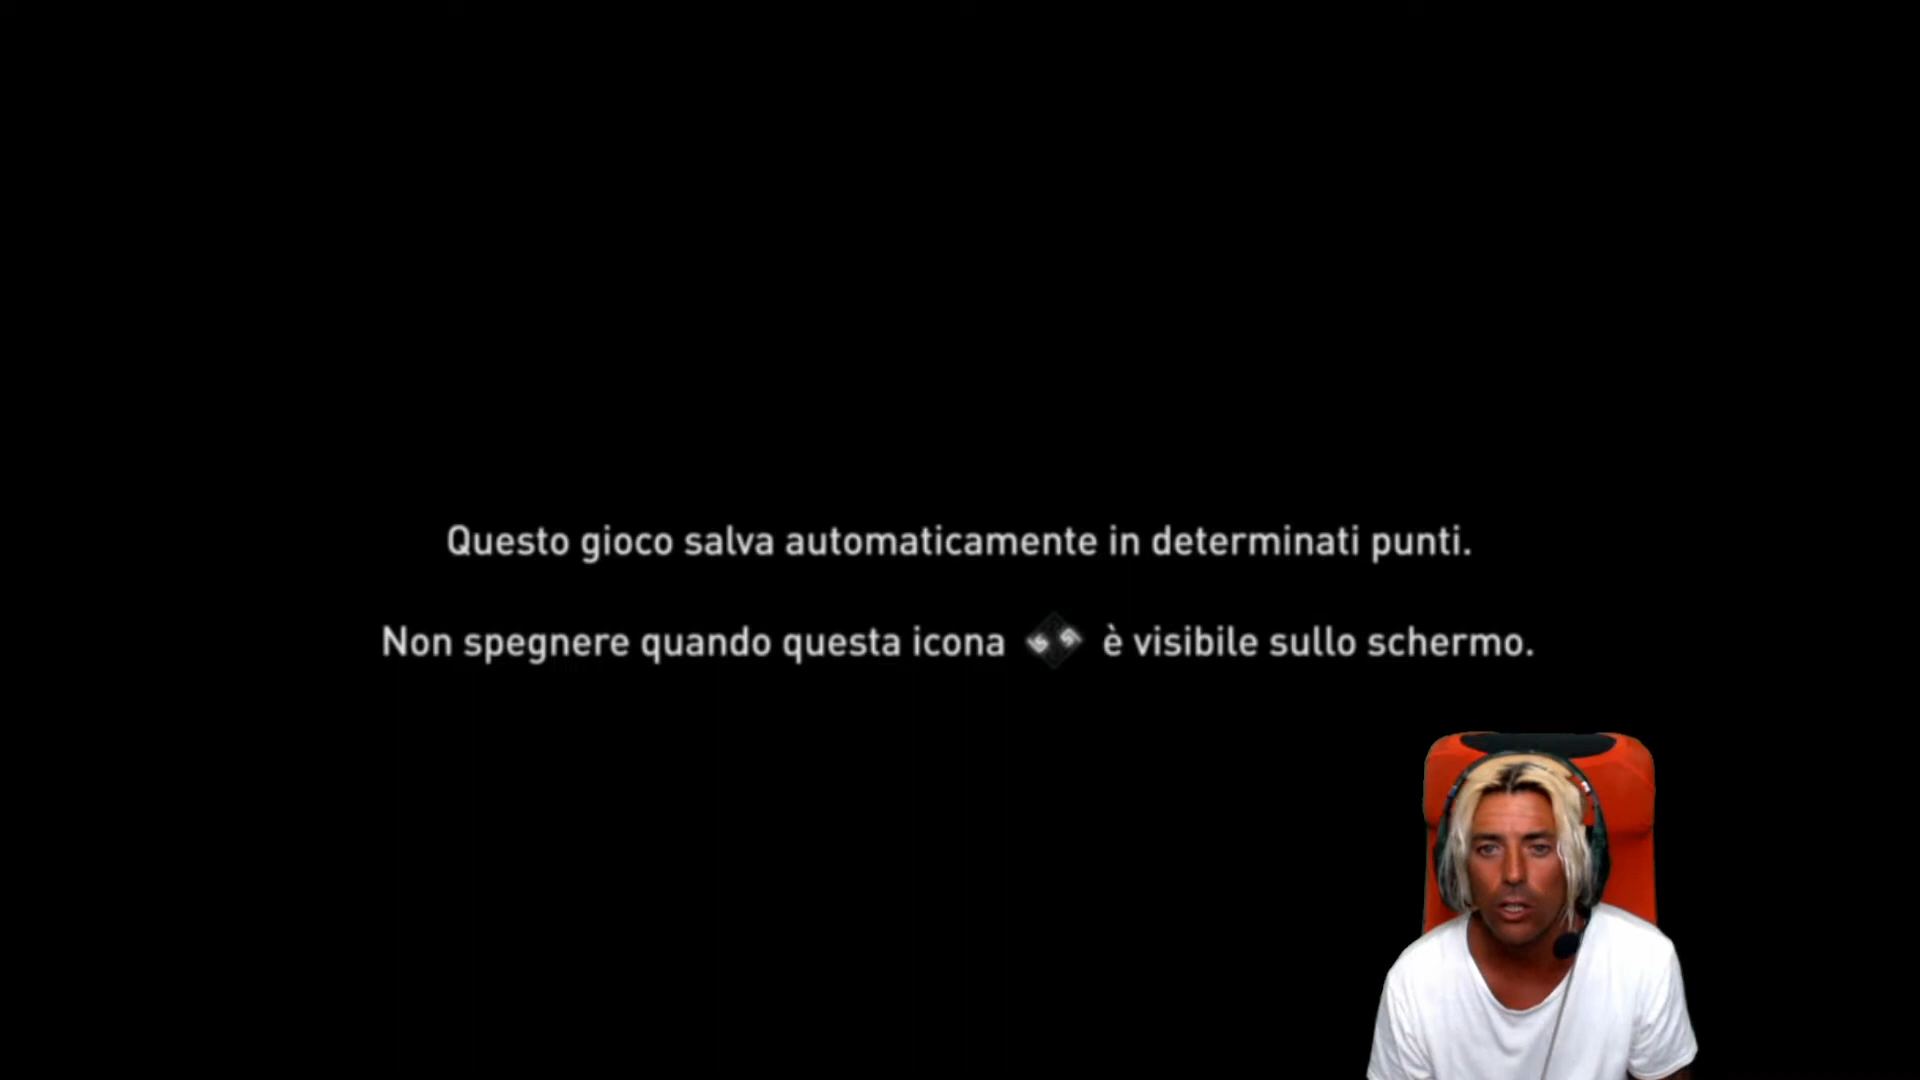 Questo gioco salva automaticamente in determinati punti.
Non spegnere quando questa icona è visibile sullo schermo.